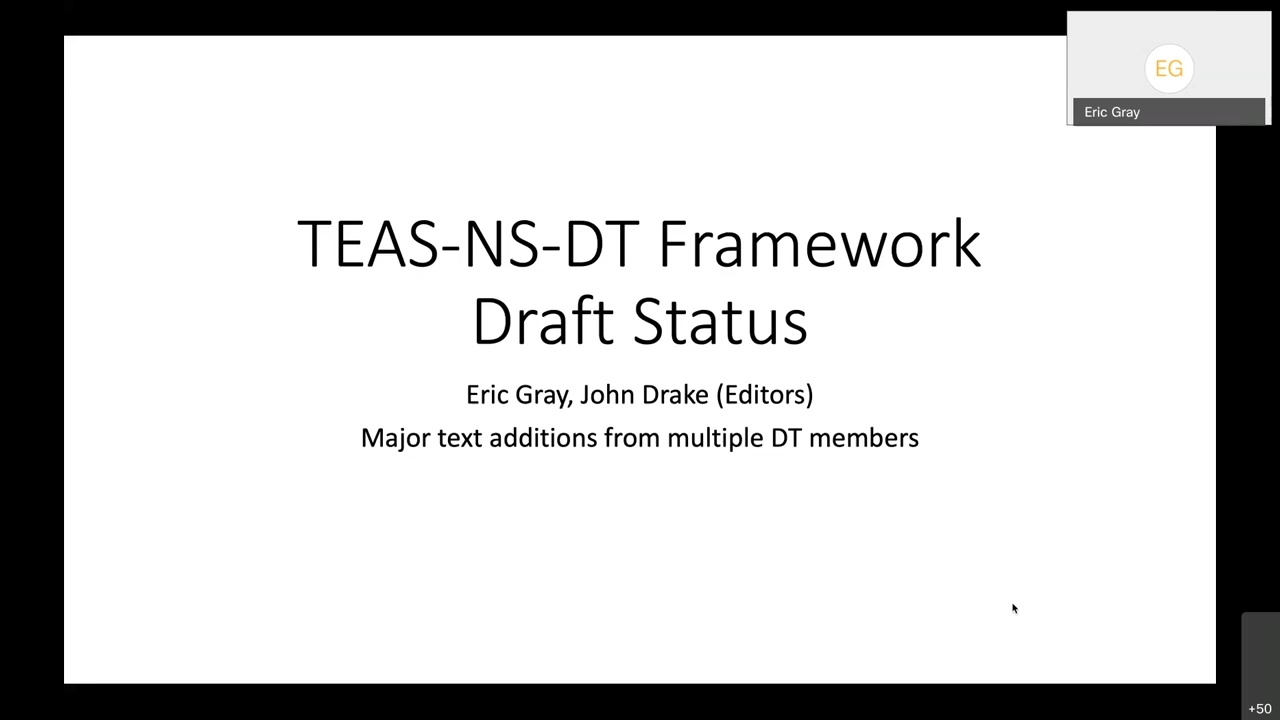 EG
Eric Gray
TEAS-NS-DT Framework
Draft Status
Eric Gray, John Drake (Editors)
Major text additions from multiple DT members
+50